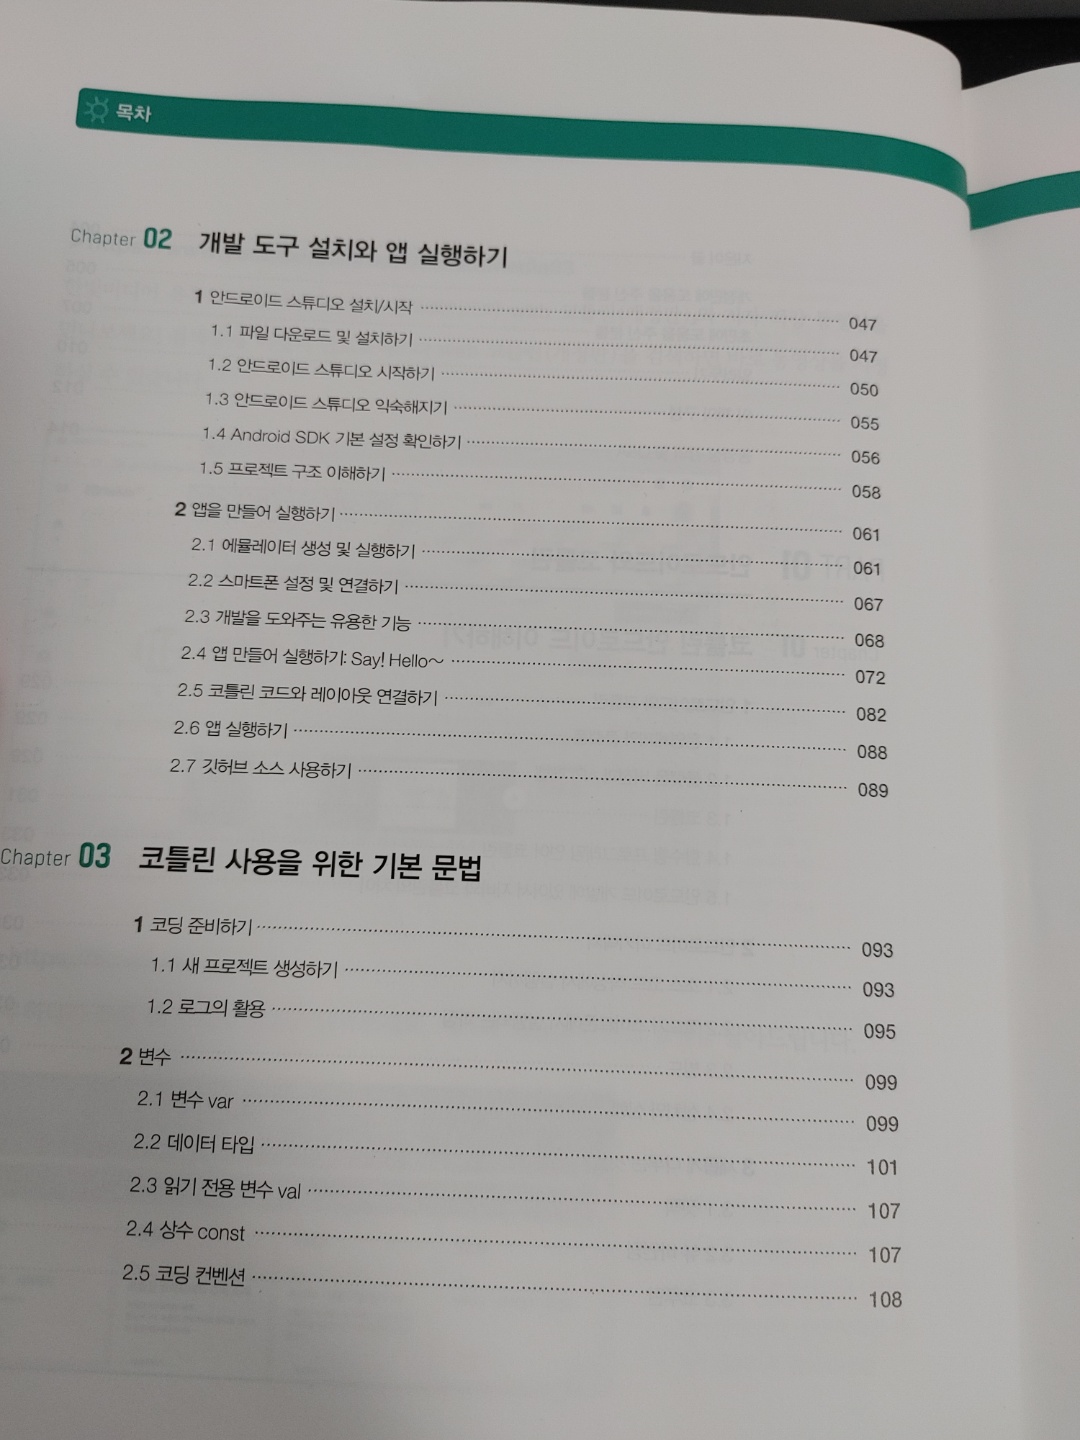 목차
Chapter 02 개발 도구 설치와 앱 실행하기
1 안드로이드 스튜디오 설치/시작 047
1.1 파일 다운로드 및 설치하기 047
1.2 안드로이드 스튜디오 시작하기 050
1.3 안드로이드 스튜디오 익숙해지기 055
1.4 Android SDK 기본 설정 확인하기 056
1.5 프로젝트 구조 이해하기 058
2 앱을 만들어 실행하기 061
2.1 에뮬레이터 생성 및 실행하기 061
2.2 스마트폰 설정 및 연결하기 067
2.3 개발을 도와주는 유용한 기능 068
2.4 앱 만들어 실행하기: Say! Hello~ 072
2.5 코틀린 코드와 레이아웃 연결하기 082
2.6 앱 실행하기 088
2.7 깃허브 소스 사용하기 089
Chapter 03 코틀린 사용을 위한 기본 문법
1 코딩 준비하기 093
1.1 새 프로젝트 생성하기 093
1.2 로그의 활용 095
2 변수 099
2.1 변수 var 099
2.2 데이터 타입 101
2.3 읽기 전용 변수 val 107
2.4 상수 const 107
2.5 코딩 컨벤션 108